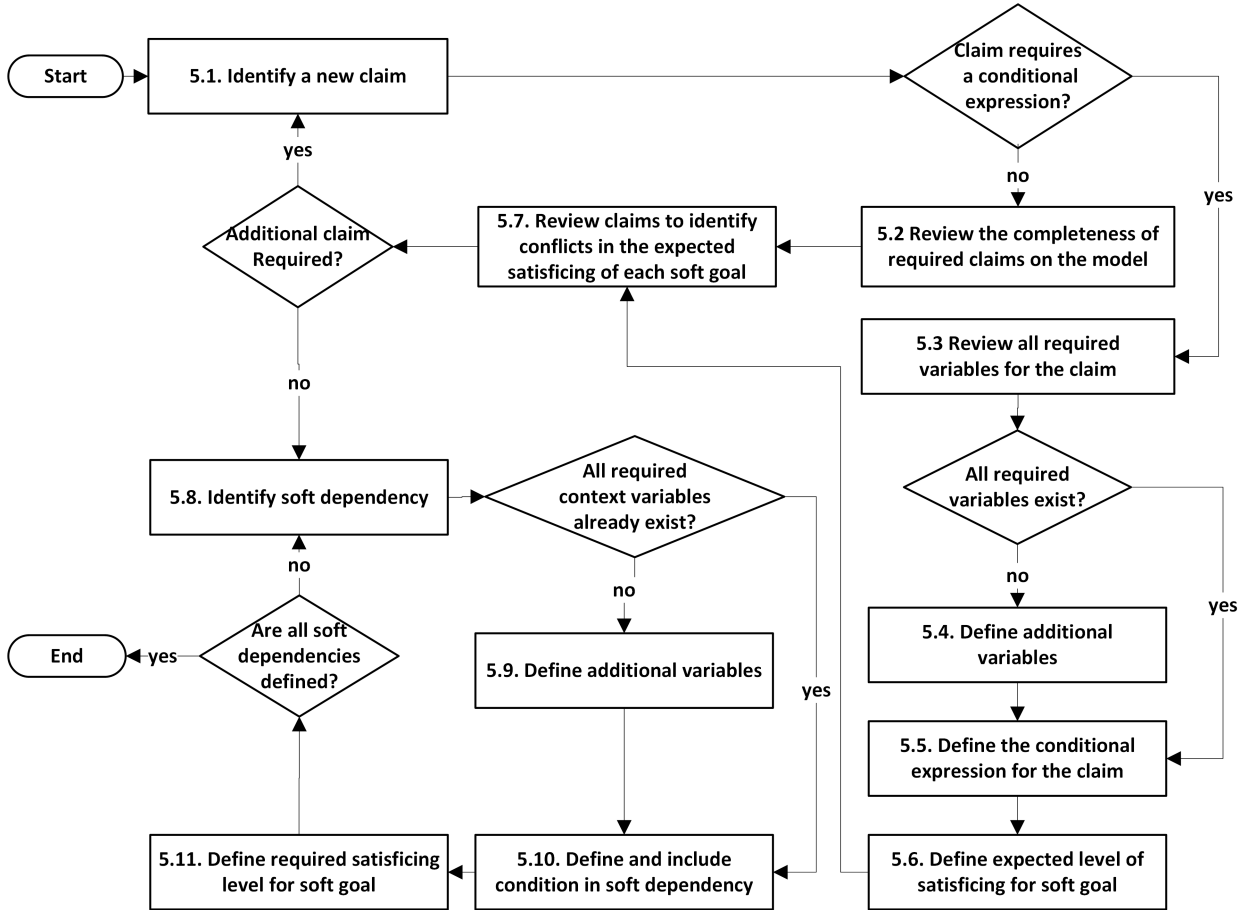 Start
5.1. Identify a new claim
Claim requires
a conditional
expression?
yes
no
yes
Additional claim
Required?
5.7. Review claims to identify
conflicts in the expected
satisficing of each soft goal
5.2 Review the completeness of
required claims on the model
5.3 Review all required
variables for the claim
no
5.8. Identify soft dependency
All required
context variables
already exist?
All required
variables exist?
no
no
no
yes
End
yes
Are all soft
dependencies
defined?
5.9. Define additional variables
yes
5.4. Define additional
variables
5.5. Define the conditional
expression for the claim
5.11. Define required satisficing
level for soft goal
5.10. Define and include
condition in soft dependency
5.6. Define expected level of
satisficing for soft goal